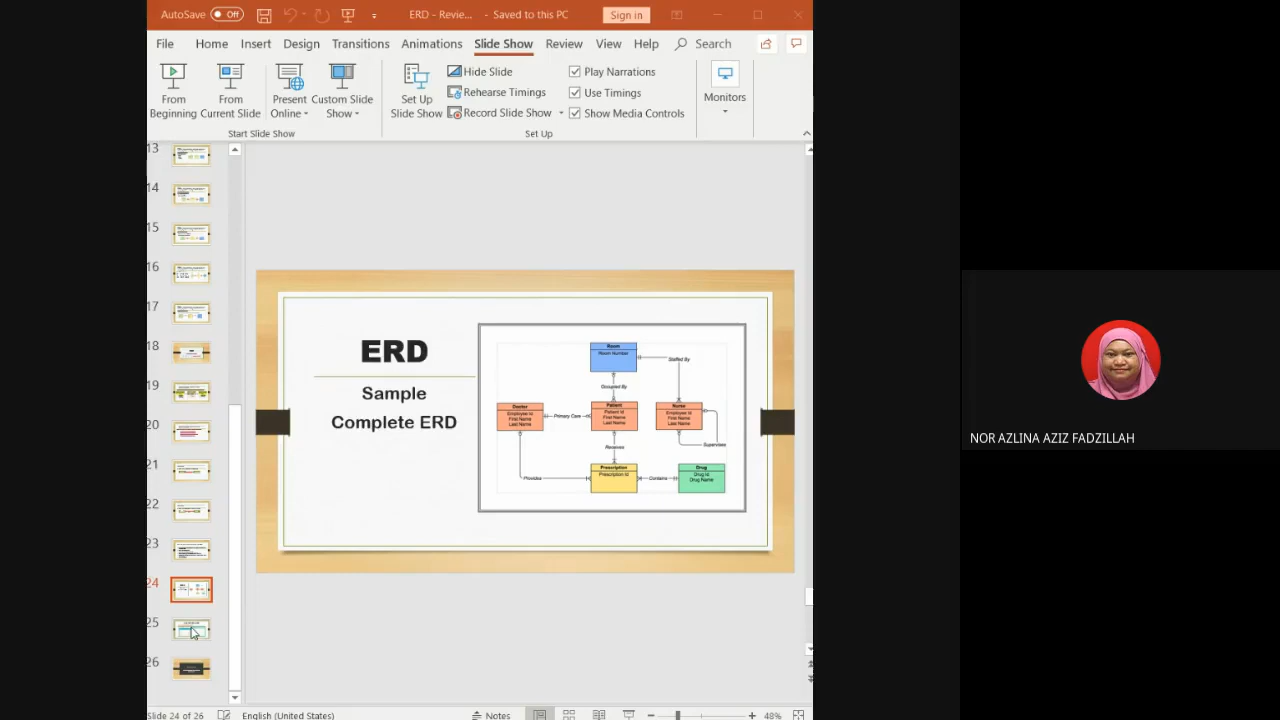 AutoSave Off ERD - Revie... - Saved to this PC Sign in
File Home Insert Design Transitions Animations Slide Show Review View Help Search
From Beginning
From Current Slide
Present Online
Custom Slide Show
Set Up Slide Show
Hide Slide
Rehearse Timings
Record Slide Show
Play Narrations
Use Timings
Show Media Controls
Monitors
Start Slide Show Set Up
13
14
15
16
17
18
19
20
21
22
23
24
25
26
ERD
Sample
Complete ERD
Room
Room Number
Staffed By
Occupied By
Doctor
Employee Id
First Name
Last Name
Primary Care
Patient
Patient Id
First Name
Last Name
Nurse
Employee Id
First Name
Last Name
Supervises
Receives
Provides
Prescription
Prescription Id
Contains
Drug
Drug Id
Drug Name
NOR AZLINA AZIZ FADZILLAH
Slide 24 of 26 English (United States) Notes 48%